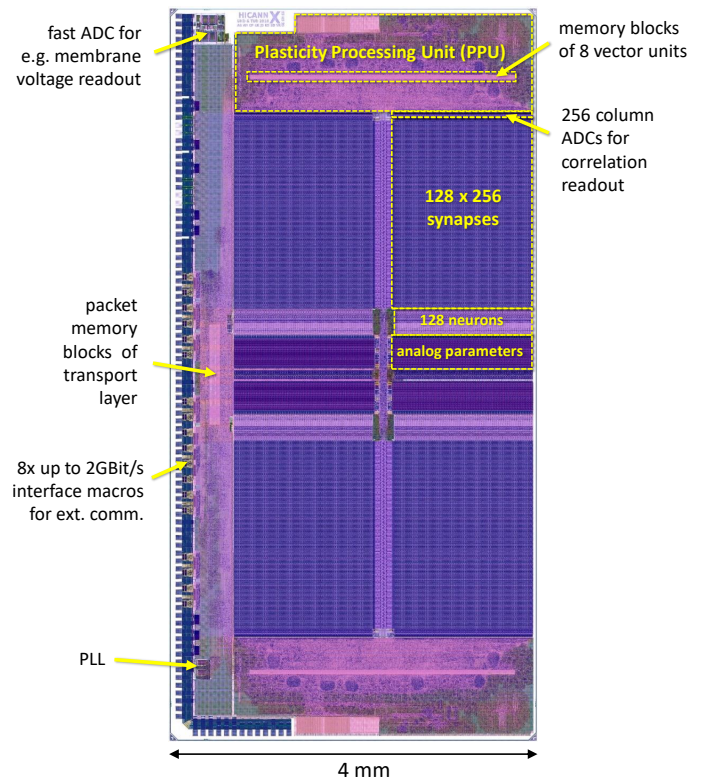 fast ADC for
e.g. membrane
voltage readout
HICANN X
Plasticity Processing Unit (PPU)
memory blocks
of 8 vector units
256 column
ADCs for
correlation
readout
128 x 256
synapses
128 neurons
analog parameters
packet
memory
blocks of
transport
layer
8x up to 2GBit/s
interface macros
for ext. comm.
PLL
4 mm